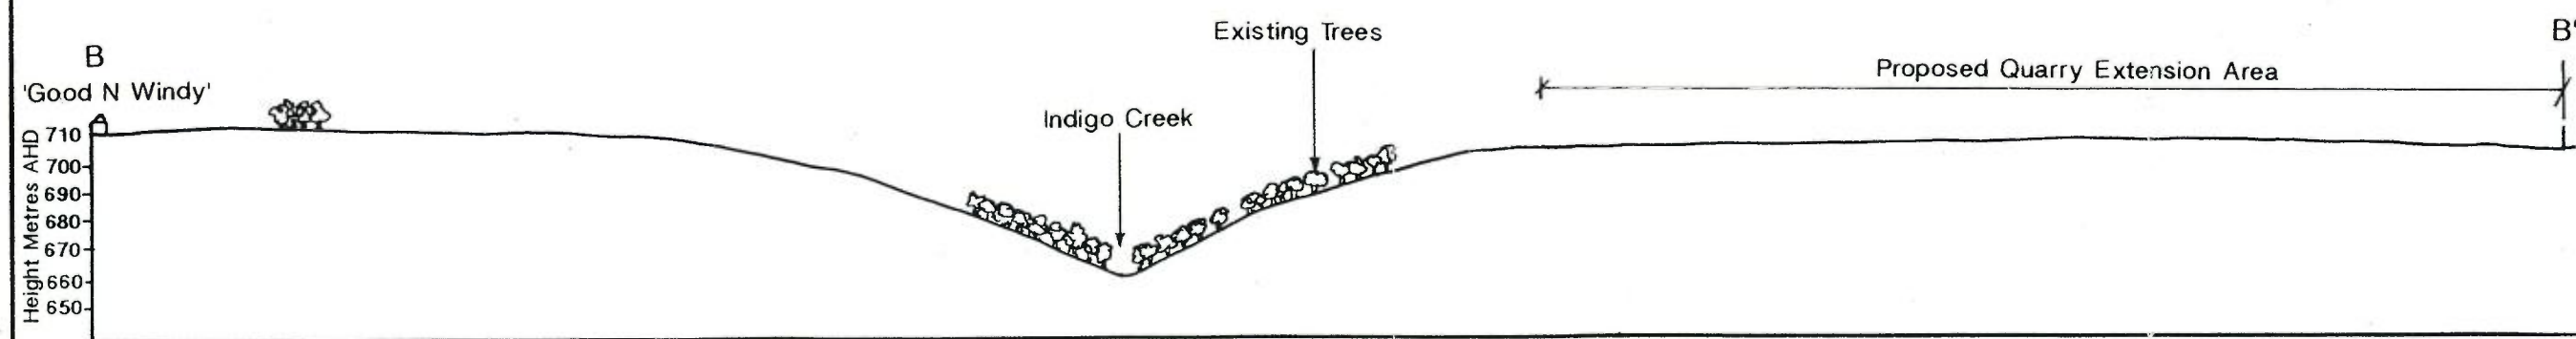 Existing Trees
B
B'
Proposed Quarry Extension Area
'Good N Windy'
Indigo Creek
Height Metres AHD
710
700
690
680
670
660
650